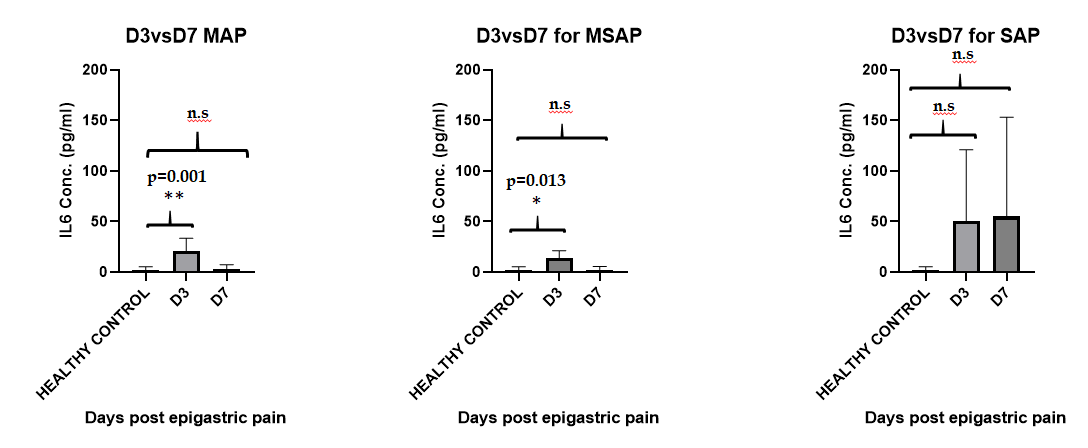 D3vsD7 MAP
200
150
100
50
0
IL6 Conc. (pg/ml)
n.s
p=0.001
**
HEALTHY CONTROL
D3
D7
Days post epigastric pain
D3vsD7 for MSAP
200
150
100
50
0
IL6 Conc. (pg/ml)
n.s
p=0.013
*
HEALTHY CONTROL
D3
D7
Days post epigastric pain
D3vsD7 for SAP
200
150
100
50
0
IL6 Conc. (pg/ml)
n.s
n.s
HEALTHY CONTROL
D3
D7
Days post epigastric pain